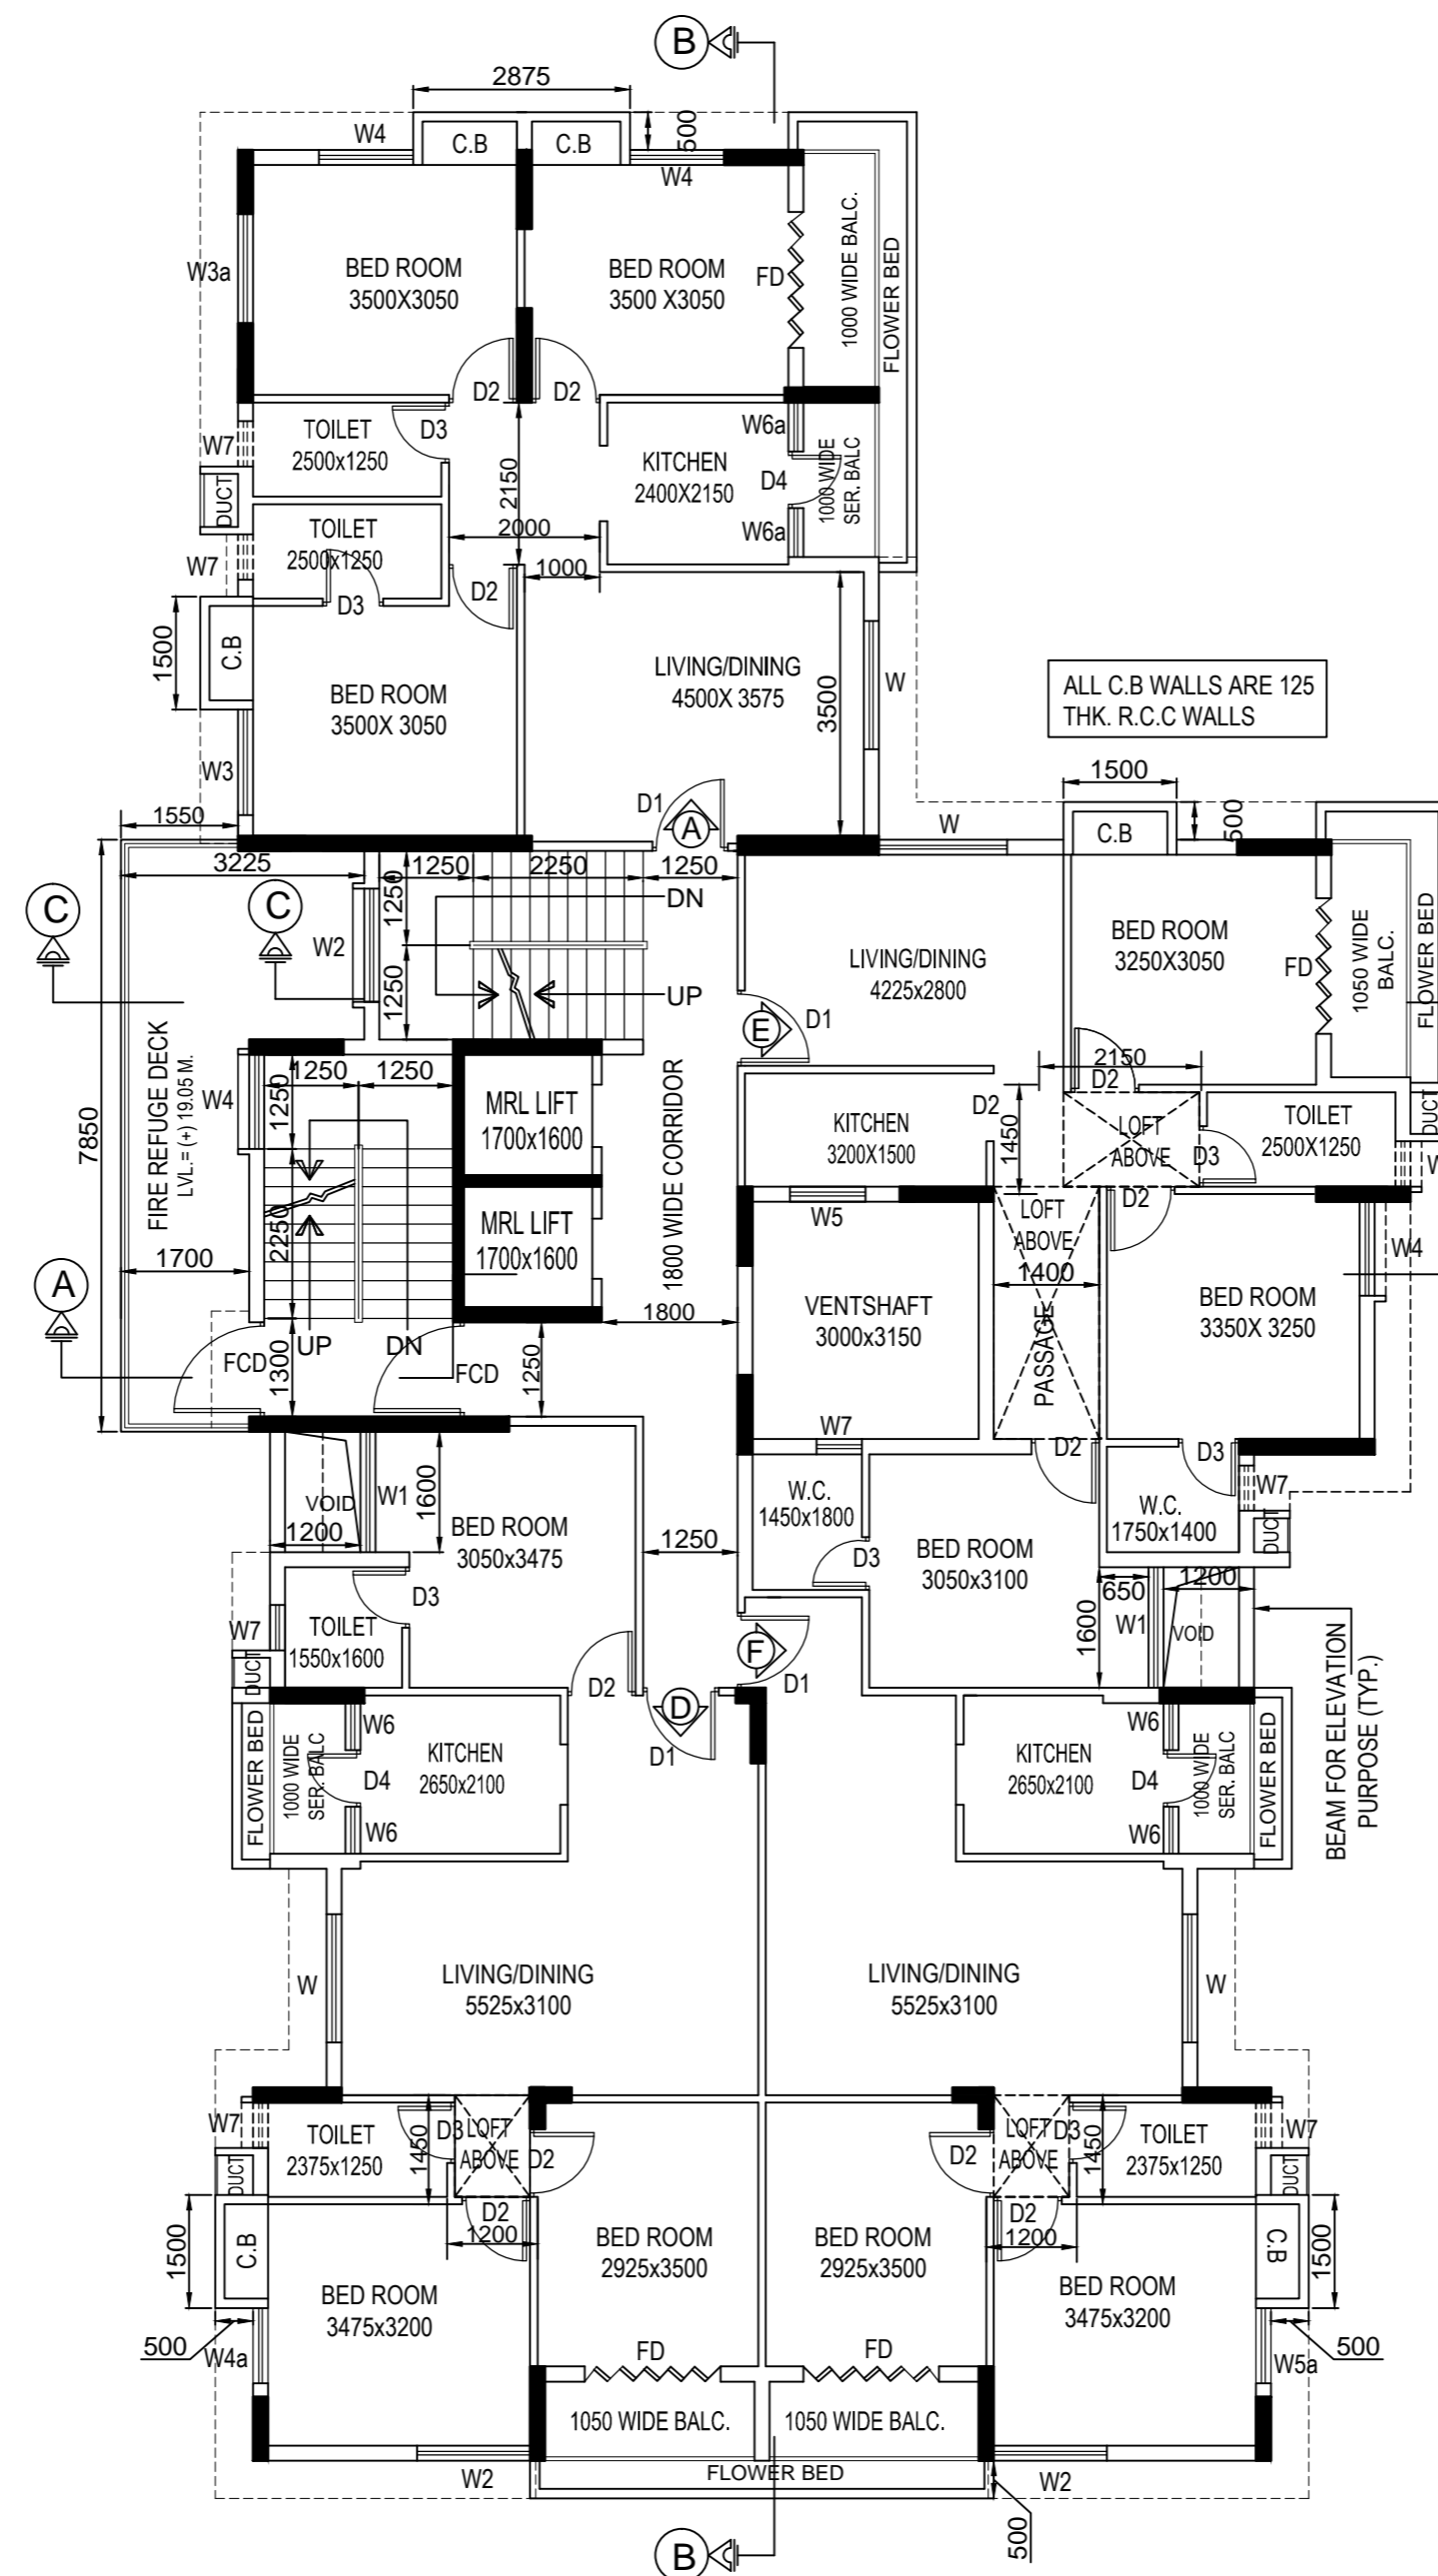 B
2875
W4
C.B
C.B
500
W4
W3a
BED ROOM
3500X3050
BED ROOM
3500 X3050
FD
1000 WIDE BALC.
FLOWER BED
D2
D2
W7
TOILET
2500x1250
D3
2150
KITCHEN
2400X2150
W6a
D4
W6a
1000 WIDE
SER. BALC
DUCT
TOILET
2500x1250
2000
W7
D3
D2
1000
1500
C.B
BED ROOM
3500X 3050
LIVING/DINING
4500X 3575
3500
W
ALL C.B WALLS ARE 125
THK. R.C.C WALLS
W3
D1
A
1500
1550
W
C.B
500
3225
1250
2250
1250
C
C
W2
1250
DN
1250
UP
LIVING/DINING
4225x2800
BED ROOM
3250X3050
FD
1050 WIDE
BALC.
FLOWER BED
E
D1
FIRE REFUGE DECK
LVL.= (+) 19.05 M.
7850
W4
1250
1250
1250
MRL LIFT
1700x1600
1800 WIDE CORRIDOR
KITCHEN
3200X1500
D2
1450
2150
D2
LOFT
ABOVE
D3
TOILET
2500X1250
DUCT
W
2250
MRL LIFT
1700x1600
W5
LOFT
ABOVE
D2
1700
A
1400
W4
1800
VENTSHAFT
3000x3150
PASSAGE
BED ROOM
3350X 3250
FCD
1300
UP
DN
FCD
1250
W7
D2
D3
VOID
1200
W1
1600
BED ROOM
3050x3475
1250
W.C.
1450x1800
D3
BED ROOM
3050x3100
W.C.
1750x1400
W7
DUCT
650
1200
1600
W1
VOID
D3
W7
TOILET
1550x1600
DUCT
D2
F
D1
D
D1
BEAM FOR ELEVATION
PURPOSE (TYP.)
FLOWER BED
1000 WIDE
SER. BALC
W6
D4
W6
KITCHEN
2650x2100
KITCHEN
2650x2100
W6
D4
W6
1000 WIDE
SER. BALC
FLOWER BED
W
LIVING/DINING
5525x3100
LIVING/DINING
5525x3100
W
W7
TOILET
2375x1250
1450
D3
LOFT
ABOVE
D2
D2
LOFT
ABOVE
D3
1450
TOILET
2375x1250
W7
DUCT
DUCT
D2
1200
D2
1200
1500
C.B
BED ROOM
3475x3200
BED ROOM
2925x3500
BED ROOM
2925x3500
BED ROOM
3475x3200
C.B
1500
500
W4a
FD
FD
W5a
500
1050 WIDE BALC.
1050 WIDE BALC.
W2
FLOWER BED
W2
500
B